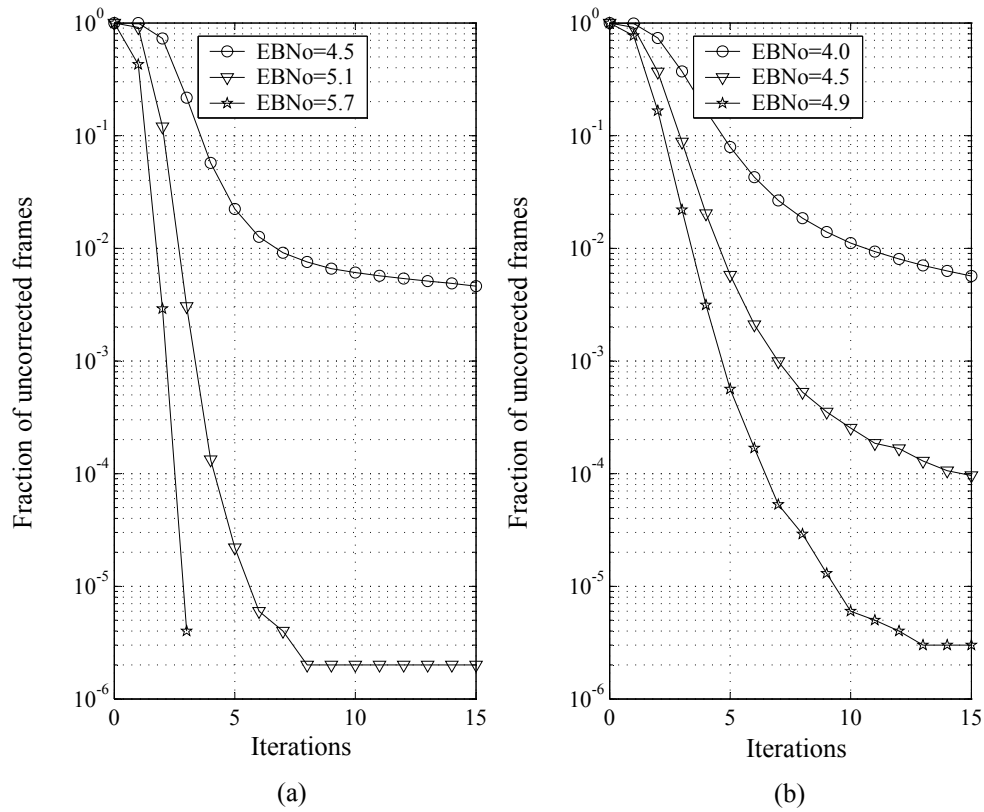 10^0
10^-1
10^-2
10^-3
10^-4
10^-5
10^-6
Fraction of uncorrected frames
EBNo=4.5
EBNo=5.1
EBNo=5.7
0 5 10 15
Iterations
(a)
10^0
10^-1
10^-2
10^-3
10^-4
10^-5
10^-6
Fraction of uncorrected frames
EBNo=4.0
EBNo=4.5
EBNo=4.9
0 5 10 15
Iterations
(b)